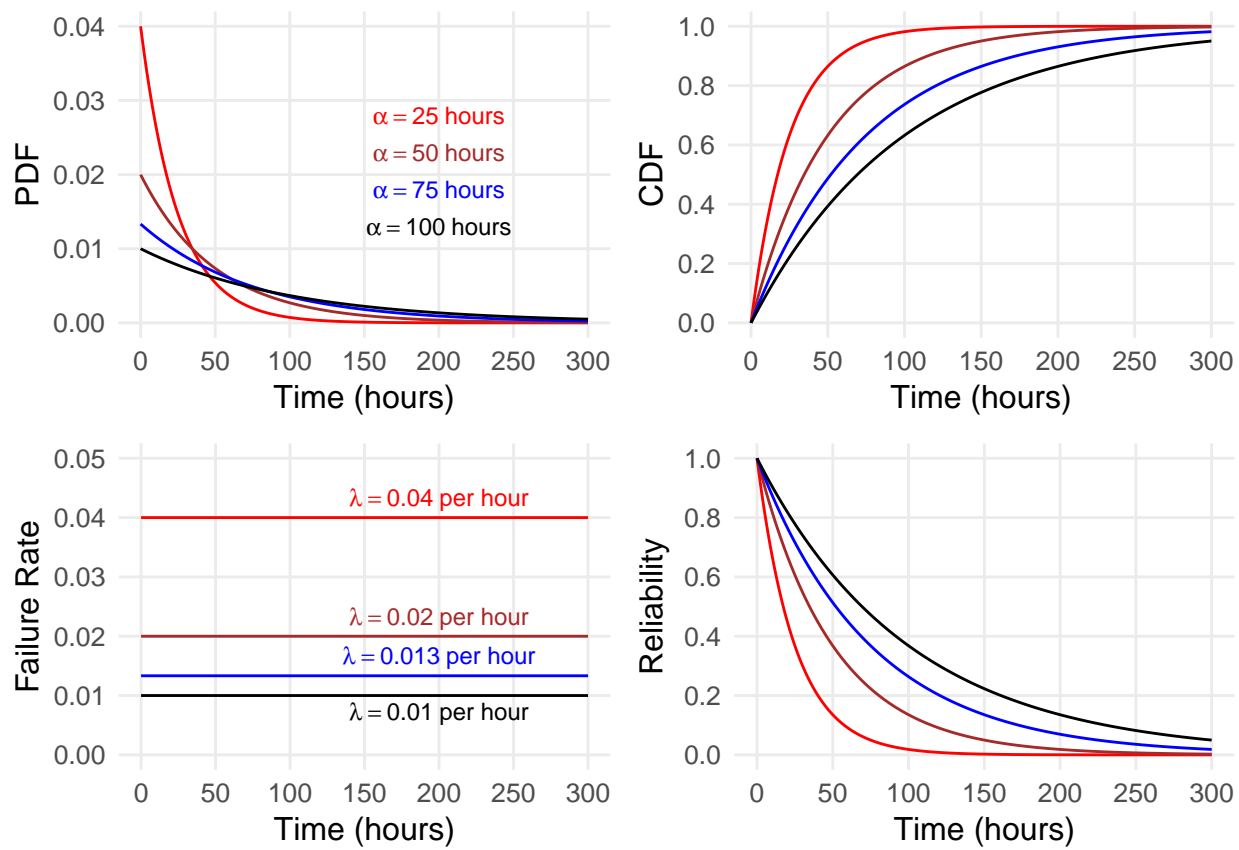 0.04
0.03
0.02
0.01
0.00
PDF
α = 25 hours
α = 50 hours
α = 75 hours
α = 100 hours
0 50 100 150 200 250 300
Time (hours)
1.0
0.8
0.6
0.4
0.2
0.0
CDF
0 50 100 150 200 250 300
Time (hours)
0.05
0.04
0.03
0.02
0.01
0.00
Failure Rate
λ = 0.04 per hour
λ = 0.02 per hour
λ = 0.013 per hour
λ = 0.01 per hour
0 50 100 150 200 250 300
Time (hours)
1.0
0.8
0.6
0.4
0.2
0.0
Reliability
0 50 100 150 200 250 300
Time (hours)